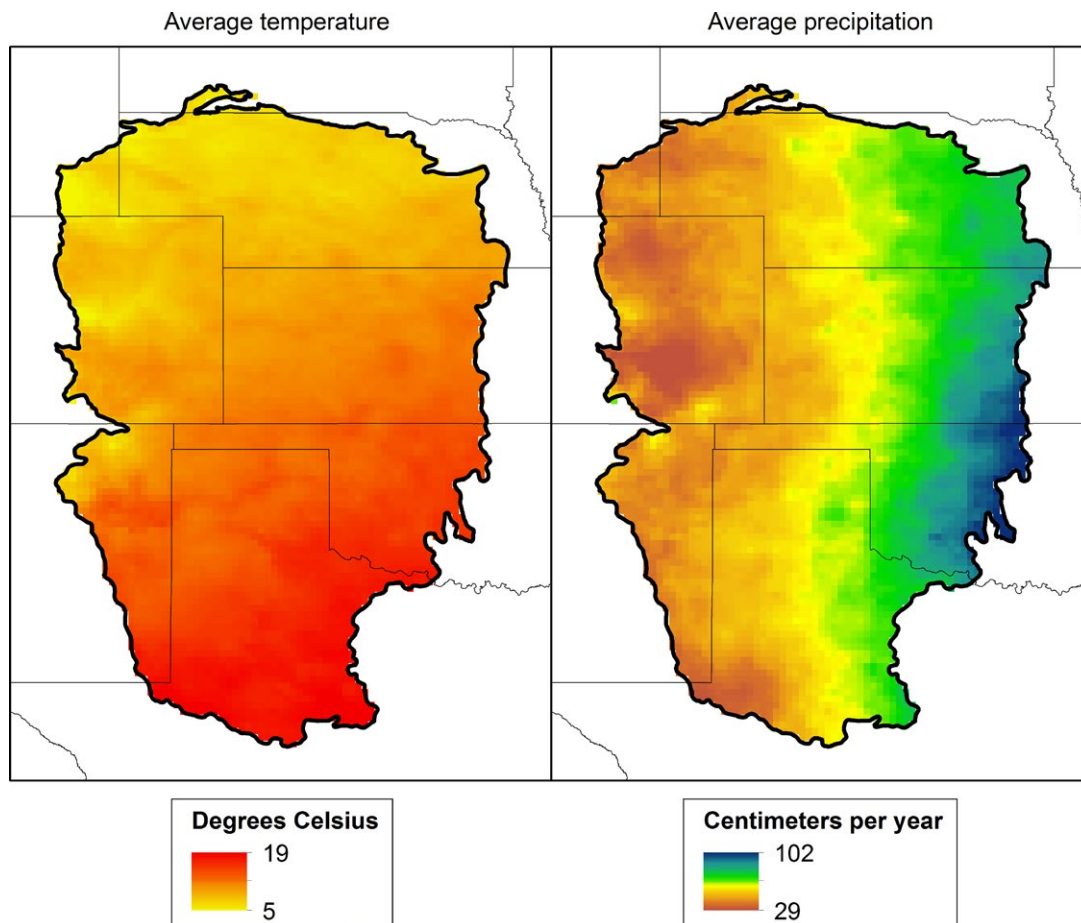 Average temperature
Average precipitation
Degrees Celsius
19
5
Centimeters per year
102
29